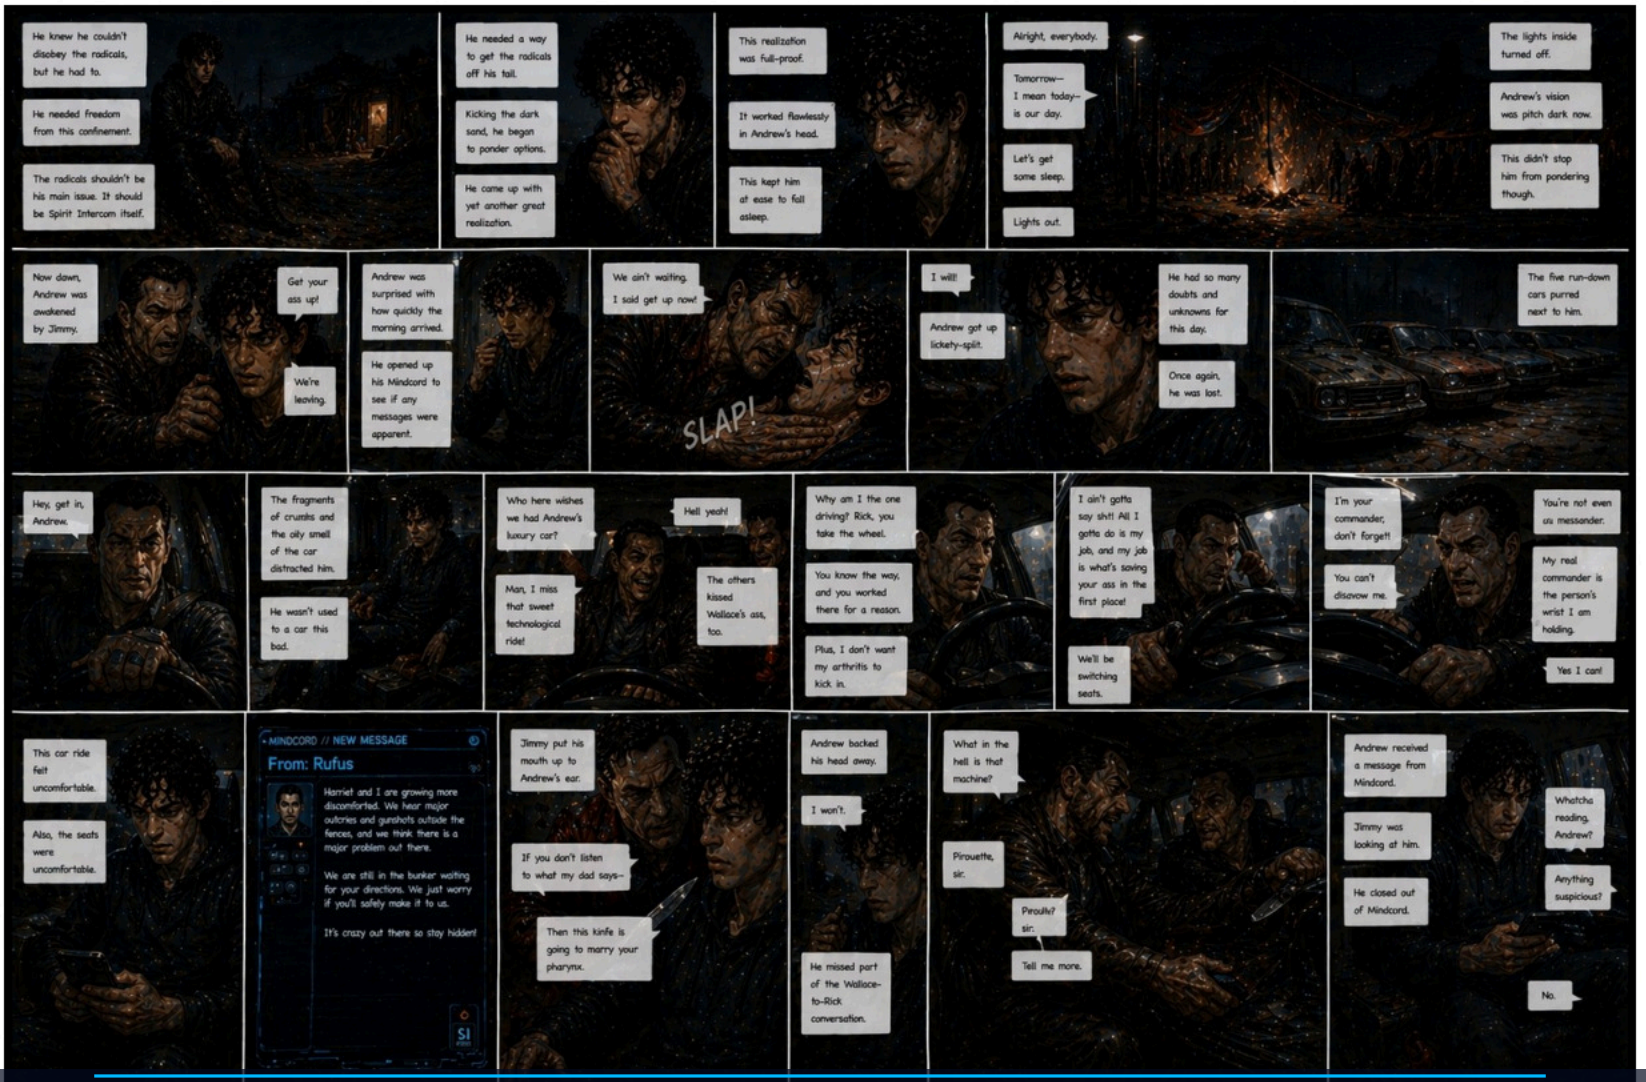 He knew he couldn't
disobey the radicals,
but he had to.
He needed freedom
from this confinement.
The radicals shouldn't be
his main issue. It should
be Spirit Intercom itself.
He needed a way
to get the radicals
off his tail.
Kicking the dark
sand, he began
to ponder options.
He came up with
yet another great
realization.
This realization
was full-proof.
It worked flawlessly
in Andrew's head.
This kept him
at ease to fall
asleep.
Alright, everybody.
Tomorrow—
I mean today—
is our day.
Let's get
some sleep.
Lights out.
The lights inside
turned off.
Andrew's vision
was pitch dark now.
This didn't stop
him from pondering
though.
Now dawn,
Andrew was
awakened
by Jimmy.
Get your
ass up!
We're
leaving.
Andrew was
surprised with
how quickly the
morning arrived.
He opened up
his Mindcord to
see if any
messages were
apparent.
We ain't waiting.
I said get up now!
SLAP!
I will!
Andrew got up
lickety-split.
He had so many
doubts and
unknowns for
this day.
Once again,
he was lost.
The five run-down
cars purred
next to him.
Hey, get in,
Andrew.
The fragments
of crumbs and
the oily smell
of the car
distracted him.
He wasn't used
to a car this
bad.
Who here wishes
we had Andrew's
luxury car?
Hell yeah!
Man, I miss
that sweet
technological
ride!
The others
kissed
Wallace's ass,
too.
Why am I the one
driving? Rick, you
take the wheel.
You know the way,
and you worked
there for a reason.
Plus, I don't want
my arthritis to
kick in.
I ain't gotta
say sht! All I
gotta do is my
job, and my job
is what's saving
your ass in the
first place!
We'll be
switching
seats.
I'm your
commander,
don't forget!
You can't
disavow me.
You're not even
messander.
My real
commander is
the person's
wrist I am
holding.
Yes I can!
This car ride
felt
uncomfortable.
Also, the seats
were
uncomfortable.
MINDCORD // NEW MESSAGE
From: Rufus
Harriet and I are growing more
discomforted. We hear major
outcries and gunshots outside the
fences, and we think there is a
major problem out there.
We are still in the bunker waiting
for your directions. We just worry
if you'll safely make it to us.
It's crazy out there so stay hidden!
SI
Jimmy put his
mouth up to
Andrew's ear.
If you don't listen
to what my dad says—
Then this kinfe is
going to marry your
pharynx.
Andrew backed
his head away.
I won't.
He missed part
of the Wallace-
to-Rick
conversation.
What in the
hell is that
machine?
Pirouette,
sir.
sir.
Tell me more.
Andrew received
a message from
Mindcord.
Jimmy was
looking at him.
He closed out
of Mindcord.
Whatcha
reading,
Andrew?
Anything
suspicious?
No.